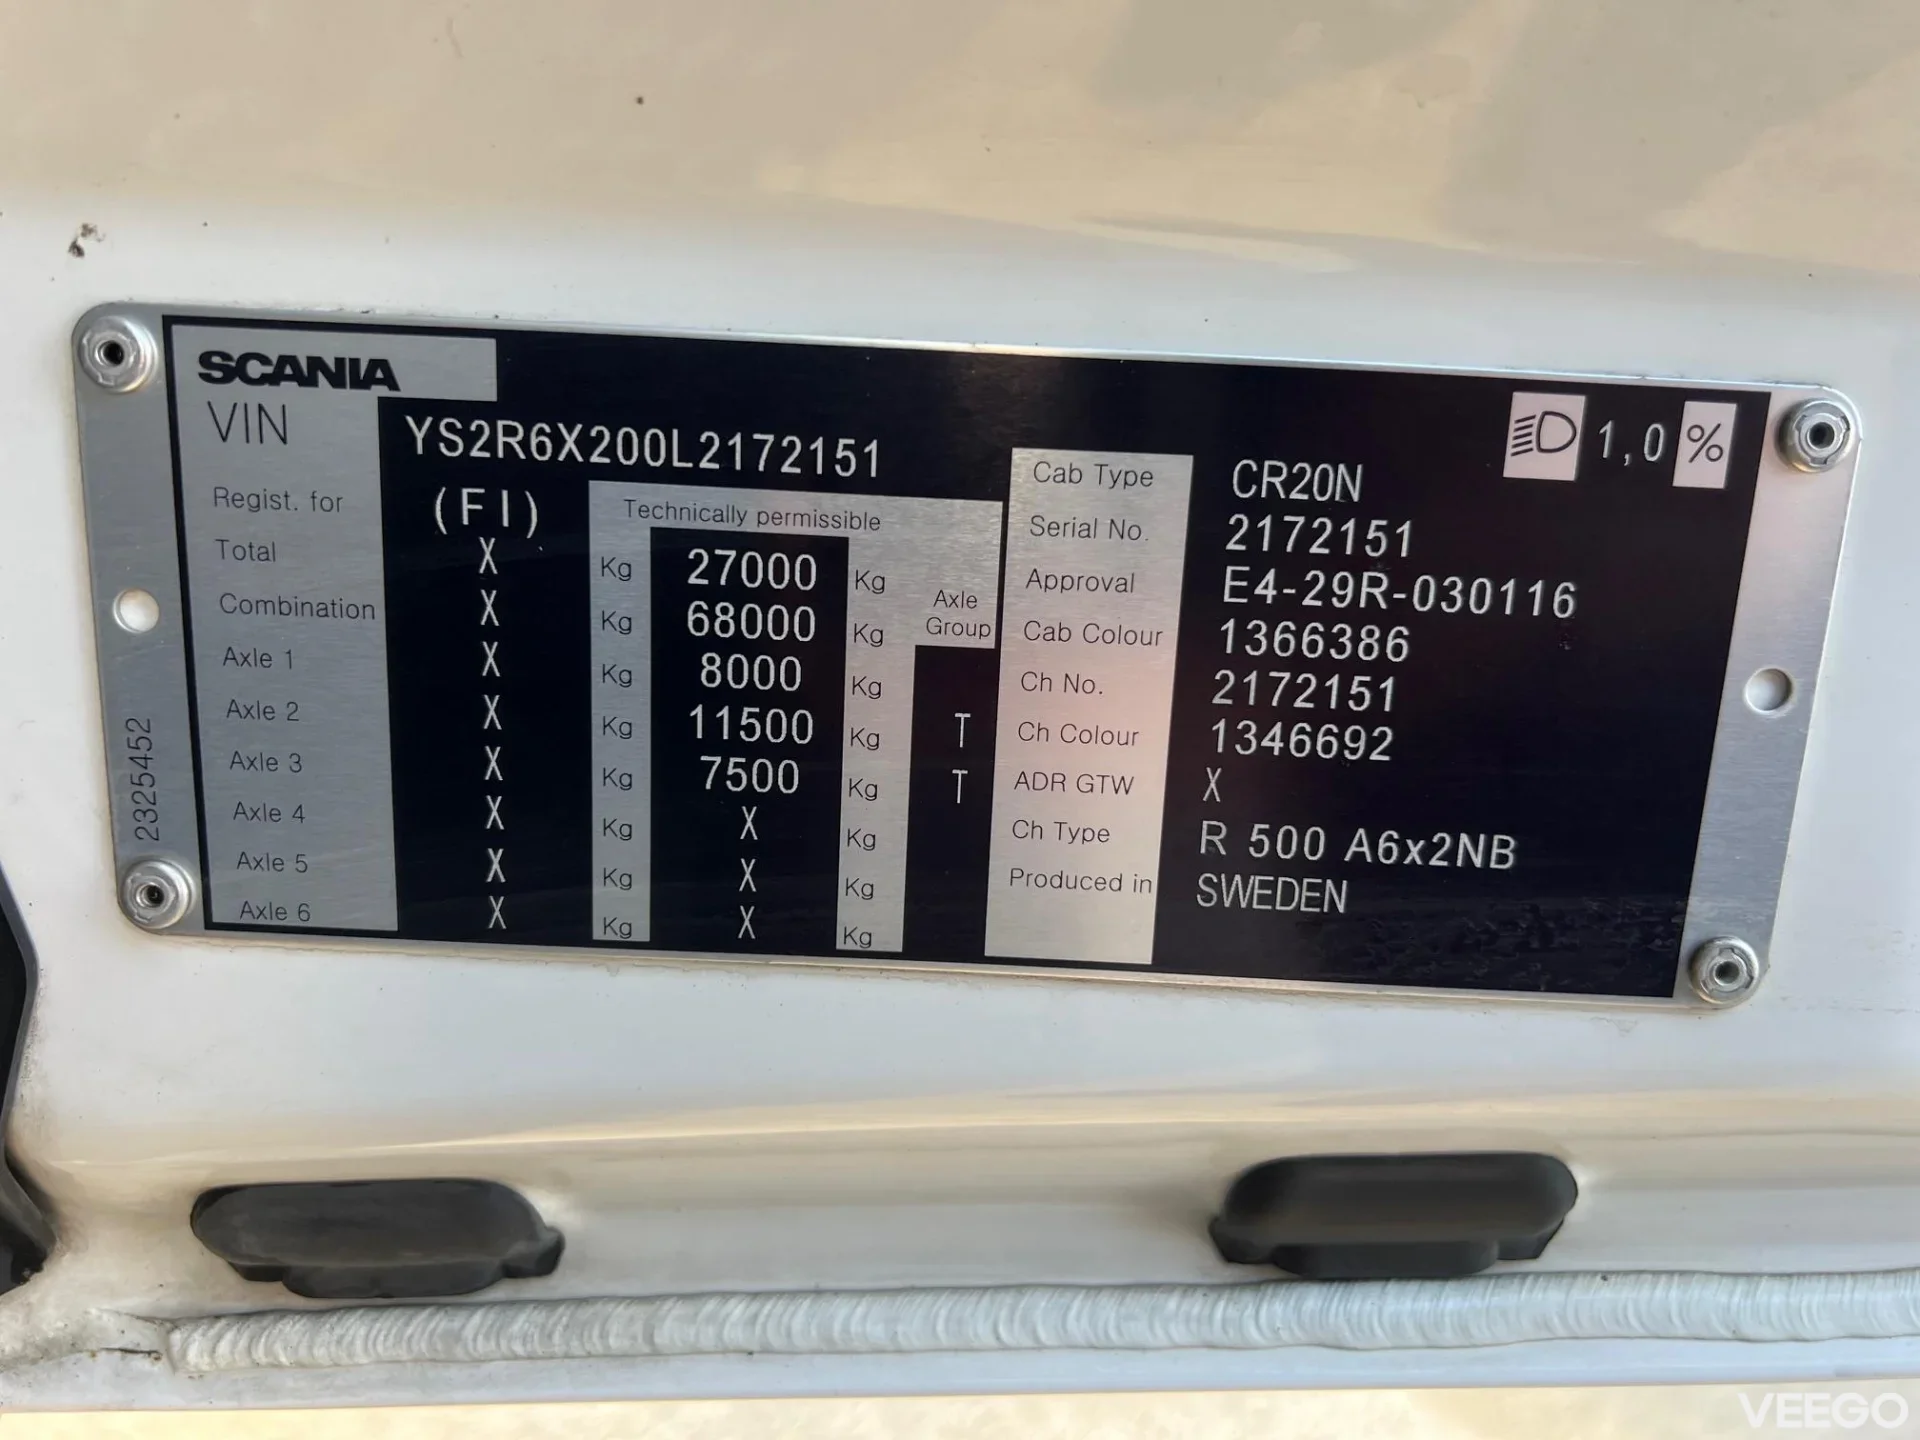 SCANIA
VIN YS2R6X200L2172151
Regist. for (FI) Technically permissible
Total X Kg 27000 Kg
Combination X Kg 68000 Kg Axle Group
Axle 1 X Kg 8000 Kg
Axle 2 X Kg 11500 Kg T
Axle 3 X Kg 7500 Kg T
Axle 4 X Kg X Kg
Axle 5 X Kg X Kg
Axle 6 X Kg X Kg
1,0 %
Cab Type CR20N
Serial No. 2172151
Approval E4-29R-030116
Cab Colour 1366386
Ch No. 2172151
Ch Colour 1346692
ADR GTW X
Ch Type R 500 A6x2NB
Produced in SWEDEN
2325452
VEEGO